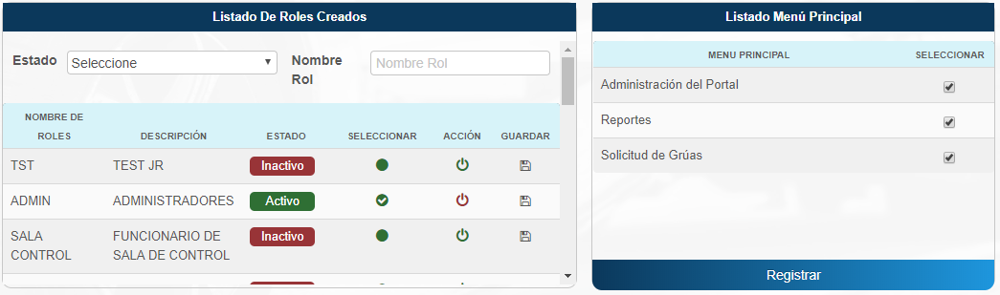 Listado De Roles Creados
Estado
Seleccione
Nombre
Rol
Nombre Rol
NOMBRE DE
ROLES
DESCRIPCIÓN
ESTADO
SELECCIONAR
ACCIÓN
GUARDAR
TST
TEST JR
Inactivo
ADMIN
ADMINISTRADORES
Activo
SALA
CONTROL
FUNCIONARIO DE
SALA DE CONTROL
Inactivo
Listado Menú Principal
MENU PRINCIPAL
SELECCIONAR
Administración del Portal
Reportes
Solicitud de Grúas
Registrar